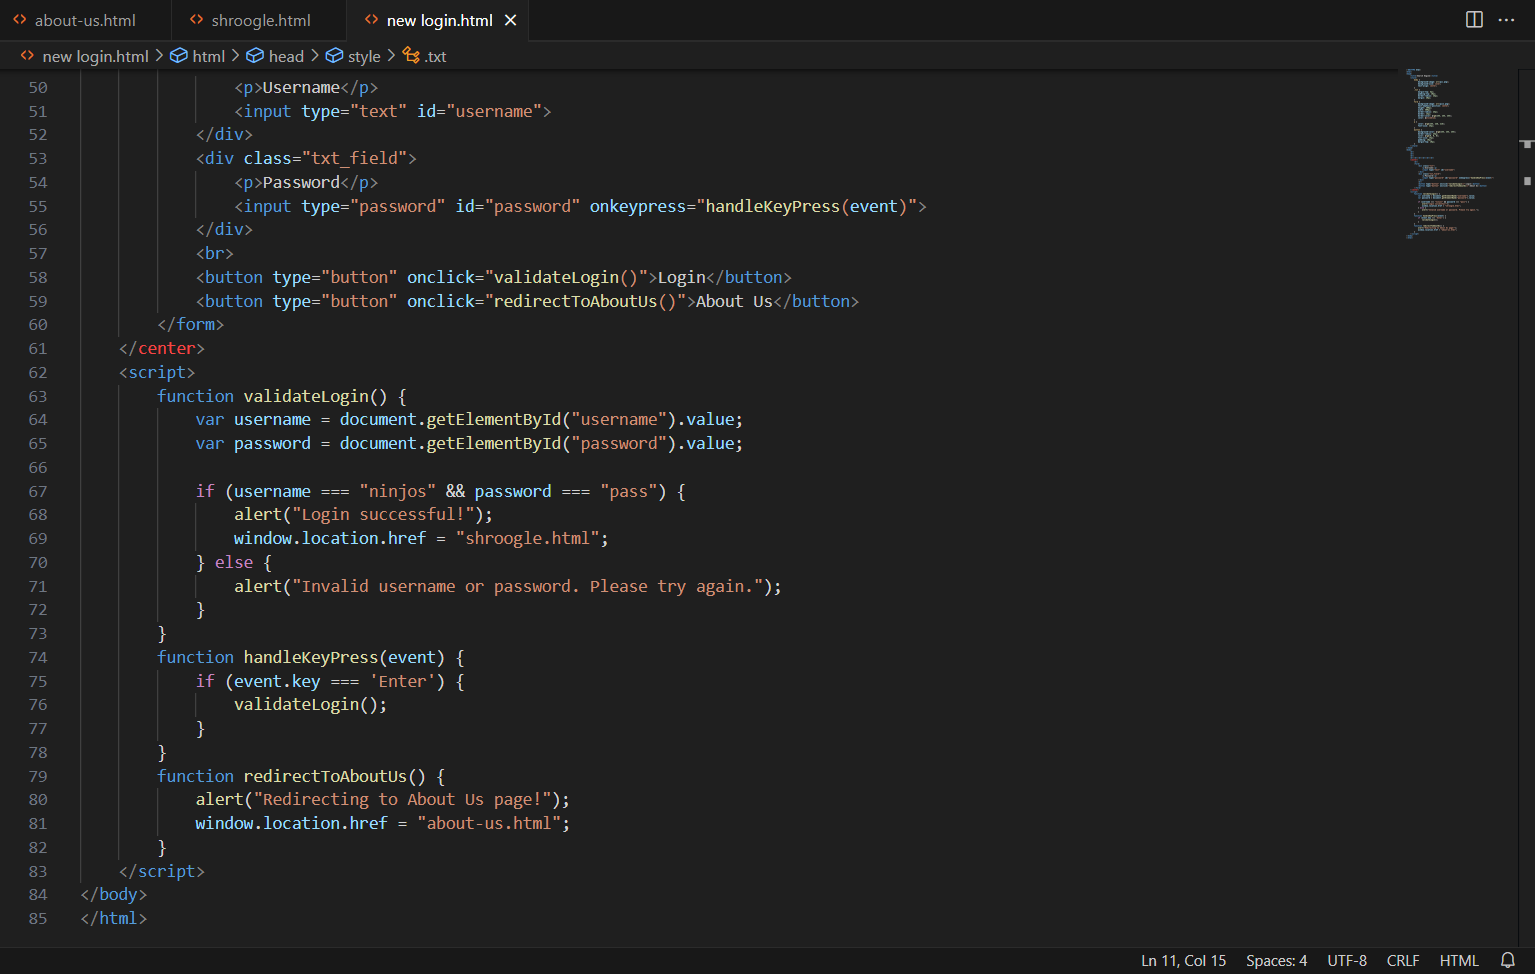 about-us.html shroogle.html new login.html
new login.html > html > head > style > .txt
50 <p>Username</p>
51 <input type="text" id="username">
52 </div>
53 <div class="txt_field">
54 <p>Password</p>
55 <input type="password" id="password" onkeypress="handleKeyPress(event)">
56 </div>
57 <br>
58 <button type="button" onclick="validateLogin()">Login</button>
59 <button type="button" onclick="redirectToAboutUs()">About Us</button>
60 </form>
61 </center>
62 <script>
63 function validateLogin() {
64 var username = document.getElementById("username").value;
65 var password = document.getElementById("password").value;
66
67 if (username === "ninjos" && password === "pass") {
68 alert("Login successful!");
69 window.location.href = "shroogle.html";
70 } else {
71 alert("Invalid username or password. Please try again.");
72 }
73 }
74 function handleKeyPress(event) {
75 if (event.key === 'Enter') {
76 validateLogin();
77 }
78 }
79 function redirectToAboutUs() {
80 alert("Redirecting to About Us page!");
81 window.location.href = "about-us.html";
82 }
83 </script>
84 </body>
85 </html>
Ln 11, Col 15 Spaces: 4 UTF-8 CRLF HTML